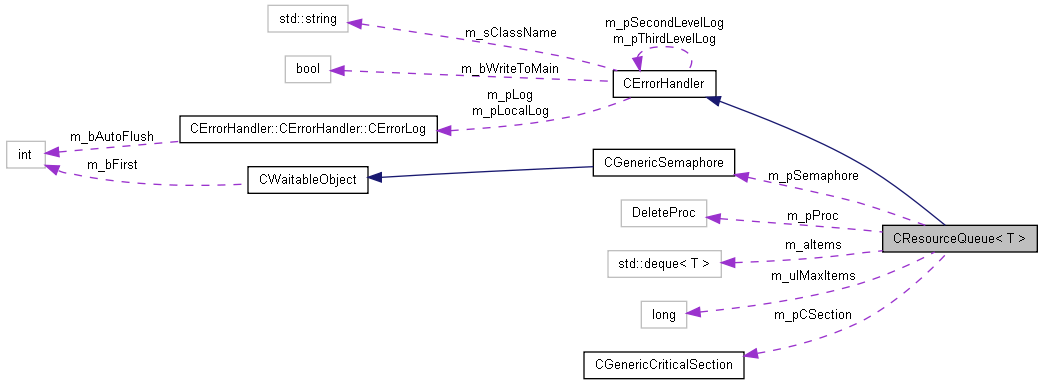 std::string
m_sClassName
m_pSecondLevelLog
m_pThirdLevelLog
bool
m_bWriteToMain
CErrorHandler
m_pLog
m_pLocalLog
m_bAutoFlush
CErrorHandler::CErrorHandler::CErrorLog
int
m_bFirst
CWaitableObject
CGenericSemaphore
m_pSemaphore
DeleteProc
m_pProc
CResourceQueue< T >
m_aItems
std::deque< T >
m_ulMaxItems
long
m_pCSection
CGenericCriticalSection